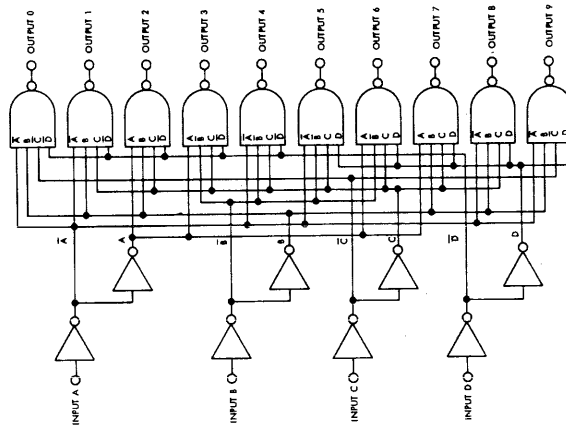 OUTPUT 0
OUTPUT 1
OUTPUT 2
OUTPUT 3
OUTPUT 4
OUTPUT 5
OUTPUT 6
OUTPUT 7
OUTPUT 8
OUTPUT 9
A̅ B C̅ D̅
A̅ B C D̅
A B C D̅
A B̅ C D̅
A̅ B̅ C D̅
A̅ B̅ C D
A B̅ C D
A B C D
A̅ B C D
A̅ B C̅ D
A̅
A
B̅
B
C̅
C
D̅
D
INPUT A
INPUT B
INPUT C
INPUT D